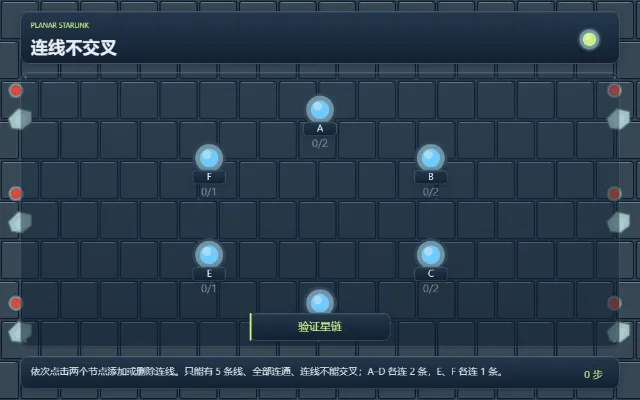 PLANAR STARLINK
连线不交叉
A
0/2
F
0/1
B
0/2
E
0/1
C
0/2
验证星链
依次点击两个节点添加或删除连线。只能有 5 条线、全部连通、连线不能交叉；A-D 各连 2 条，E、F 各连 1 条。
0 步